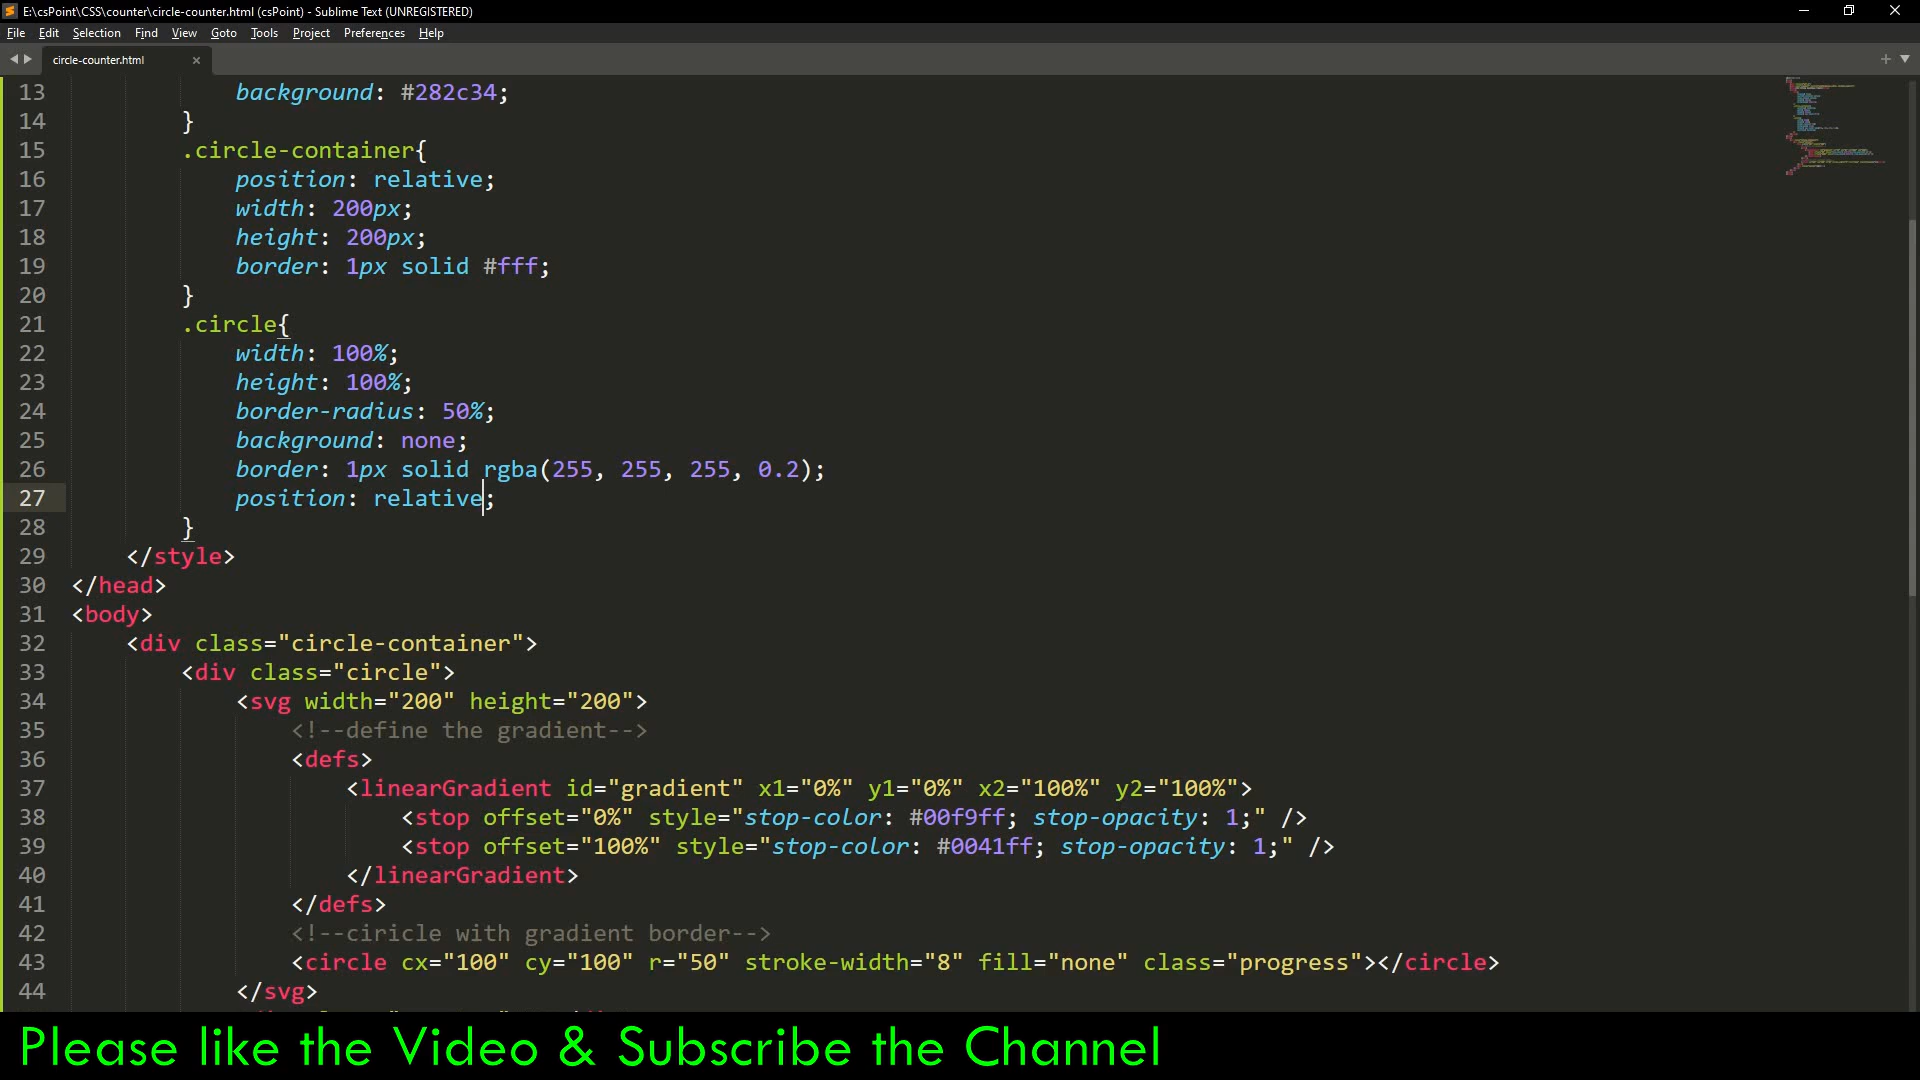 E:\csPoint\CSS\counter\circle-counter.html (csPoint) - Sublime Text (UNREGISTERED)
File Edit Selection Find View Goto Tools Project Preferences Help
circle-counter.html
13 background: #282c34;
14 }
15 .circle-container{
16 position: relative;
17 width: 200px;
18 height: 200px;
19 border: 1px solid #fff;
20 }
21 .circle{
22 width: 100%;
23 height: 100%;
24 border-radius: 50%;
25 background: none;
26 border: 1px solid rgba(255, 255, 255, 0.2);
27 position: relative;
28 }
29 </style>
30 </head>
31 <body>
32 <div class="circle-container">
33 <div class="circle">
34 <svg width="200" height="200">
35 <!--define the gradient-->
36 <defs>
37 <linearGradient id="gradient" x1="0%" y1="0%" x2="100%" y2="100%">
38 <stop offset="0%" style="stop-color: #00f9ff; stop-opacity: 1;" />
39 <stop offset="100%" style="stop-color: #0041ff; stop-opacity: 1;" />
40 </linearGradient>
41 </defs>
42 <!--ciricle with gradient border-->
43 <circle cx="100" cy="100" r="50" stroke-width="8" fill="none" class="progress"></circle>
44 </svg>
Please like the Video & Subscribe the Channel